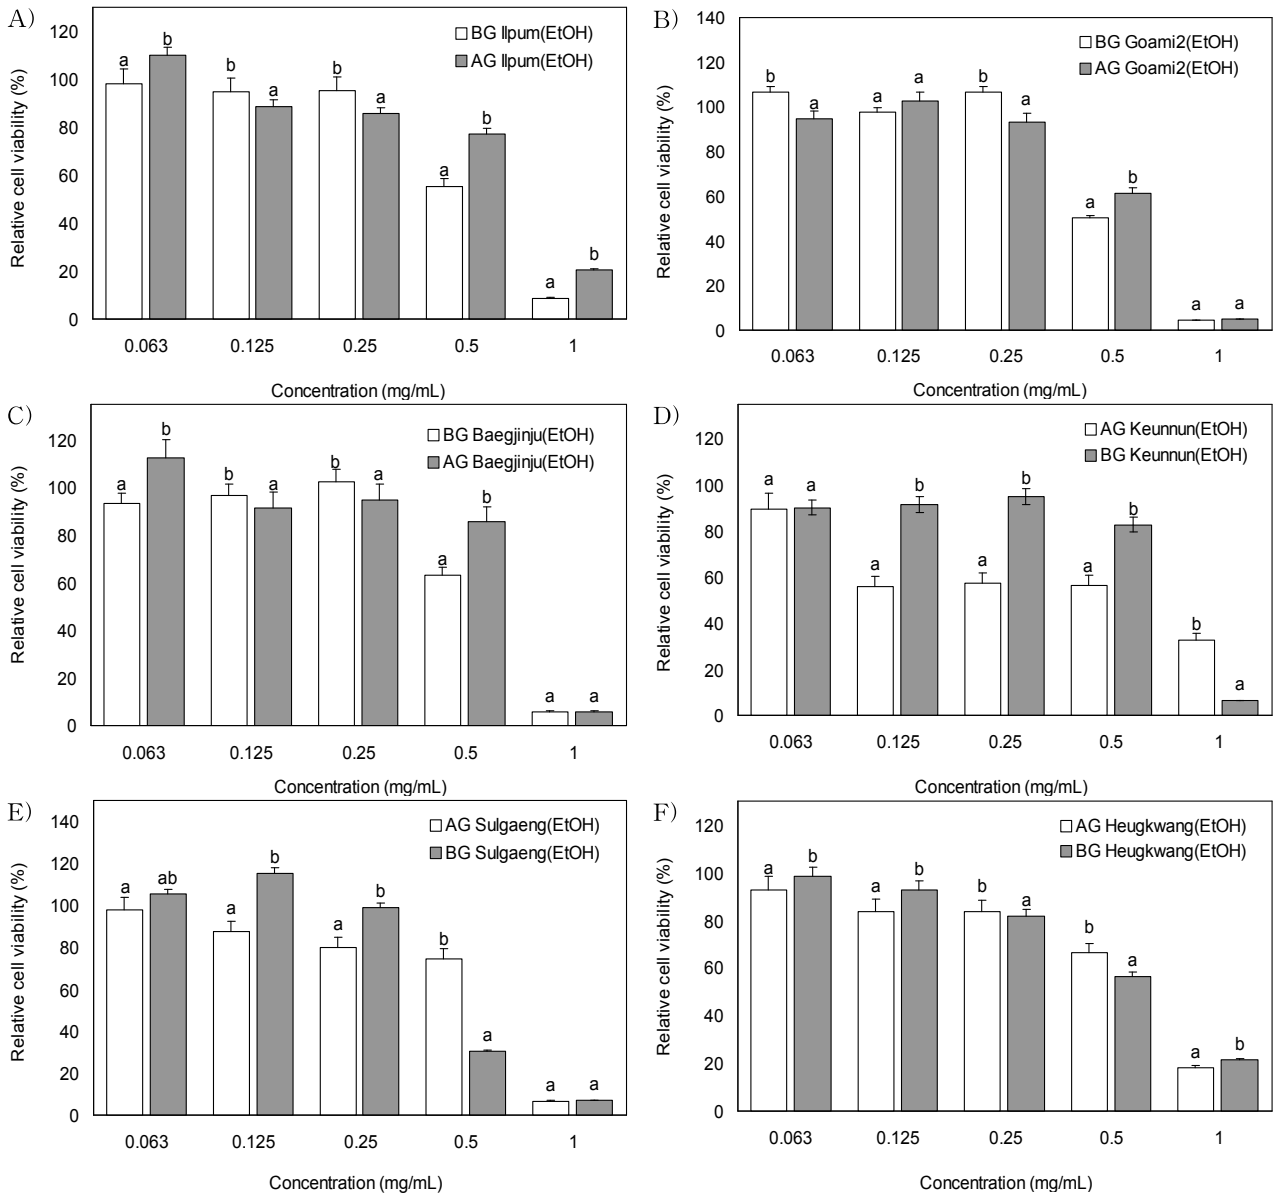 A)
BG Ilpum(EtOH)
AG Ilpum(EtOH)
Relative cell viability (%)
120
100
80
60
40
20
0
a b b a b a a b a b
0.063 0.125 0.25 0.5 1
Concentration (mg/mL)
B)
BG Goami2(EtOH)
AG Goami2(EtOH)
Relative cell viability (%)
140
120
100
80
60
40
20
0
b a a a b a a b a a
0.063 0.125 0.25 0.5 1
Concentration (mg/mL)
C)
BG Baegjinju(EtOH)
AG Baegjinju(EtOH)
Relative cell viability (%)
120
100
80
60
40
20
0
a b b a b a a b a a
0.063 0.125 0.25 0.5 1
Concentration (mg/mL)
D)
AG Keunnun(EtOH)
BG Keunnun(EtOH)
Relative cell viability (%)
120
100
80
60
40
20
0
a a a b a b a b b a
0.063 0.125 0.25 0.5 1
Concentration (mg/mL)
E)
AG Sulgaeng(EtOH)
BG Sulgaeng(EtOH)
Relative cell viability (%)
140
120
100
80
60
40
20
0
a ab a b a b b a a a
0.063 0.125 0.25 0.5 1
Concentration (mg/mL)
F)
AG Heugkwang(EtOH)
BG Heugkwang(EtOH)
Relative cell viability (%)
120
100
80
60
40
20
0
a b a b b a b a a b
0.063 0.125 0.25 0.5 1
Concentration (mg/mL)